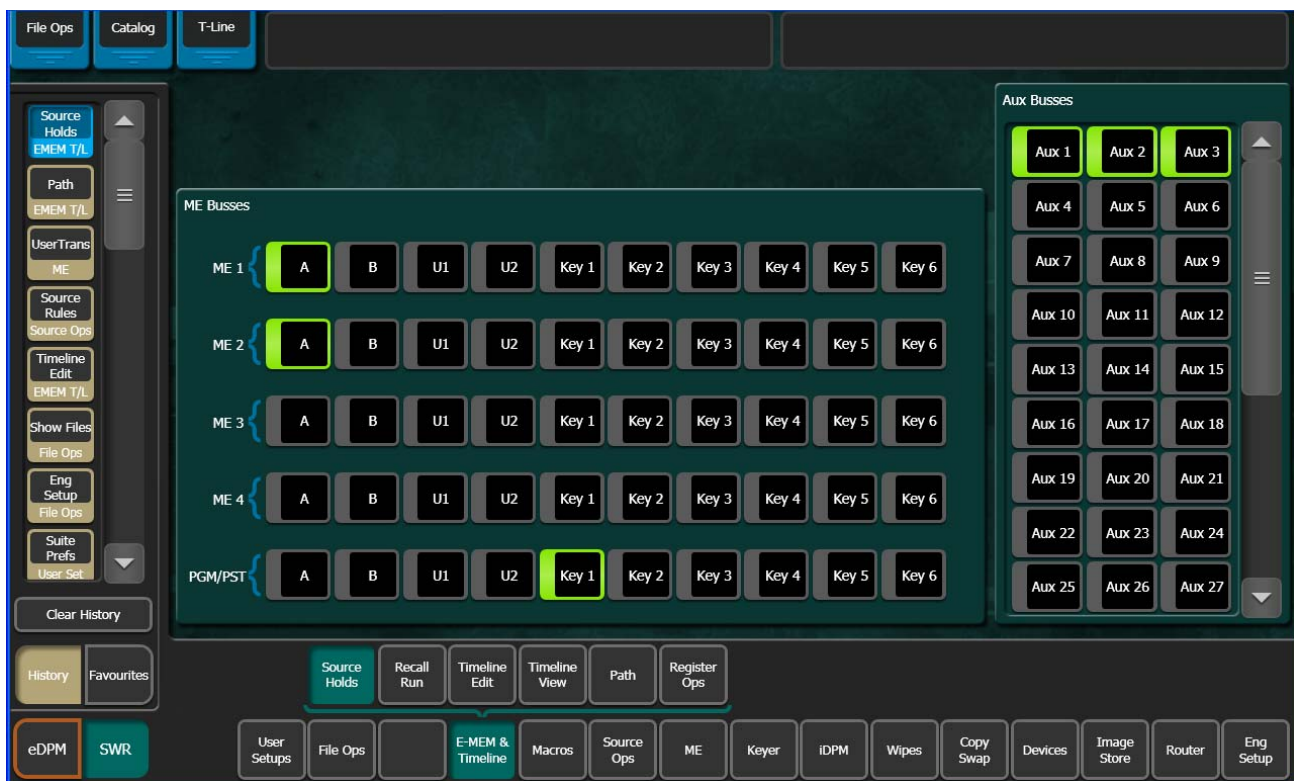 File Ops
Catalog
T-Line
Source
Holds
EMEM T/L
Path
EMEM T/L
UserTrans
ME
Source
Rules
Source Ops
Timeline
Edit
EMEM T/L
Show Files
File Ops
Eng
Setup
File Ops
Suite
Prefs
User Set
Clear History
History
Favourites
ME Busses
ME 1 A B U1 U2 Key 1 Key 2 Key 3 Key 4 Key 5 Key 6
ME 2 A B U1 U2 Key 1 Key 2 Key 3 Key 4 Key 5 Key 6
ME 3 A B U1 U2 Key 1 Key 2 Key 3 Key 4 Key 5 Key 6
ME 4 A B U1 U2 Key 1 Key 2 Key 3 Key 4 Key 5 Key 6
PGM/PST A B U1 U2 Key 1 Key 2 Key 3 Key 4 Key 5 Key 6
Aux Busses
Aux 1 Aux 2 Aux 3
Aux 4 Aux 5 Aux 6
Aux 7 Aux 8 Aux 9
Aux 10 Aux 11 Aux 12
Aux 13 Aux 14 Aux 15
Aux 16 Aux 17 Aux 18
Aux 19 Aux 20 Aux 21
Aux 22 Aux 23 Aux 24
Aux 25 Aux 26 Aux 27
Source
Holds
Recall
Run
Timeline
Edit
Timeline
View
Path
Register
Ops
eDPM
SWR
User
Setups
File Ops
E-MEM &
Timeline
Macros
Source
Ops
ME
Keyer
iDPM
Wipes
Copy
Swap
Devices
Image
Store
Router
Eng
Setup